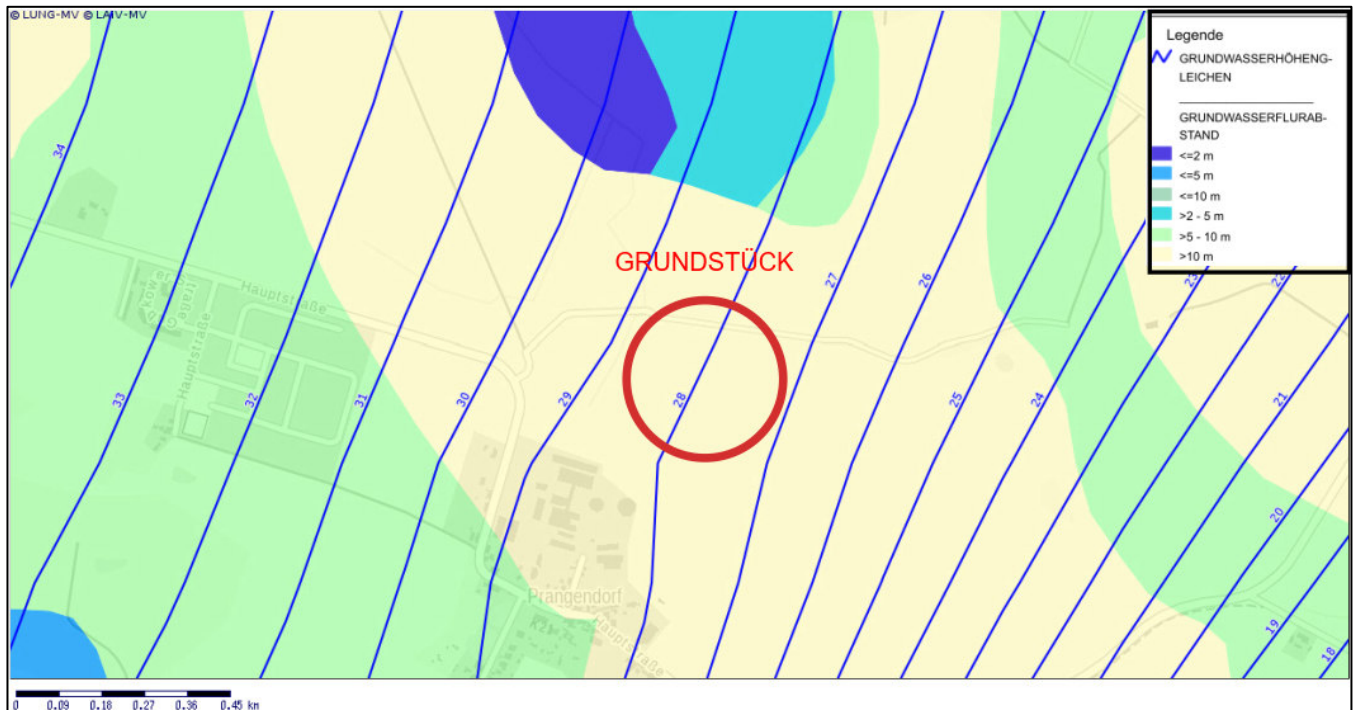 © LUNG-MV © LAIV-MV
Legende
GRUNDWASSERHÖHENG-
LEICHEN
GRUNDWASSERFLURAB-
STAND
<=2 m
<=5 m
<=10 m
>2 - 5 m
>5 - 10 m
>10 m
34
GRUNDSTÜCK
27
26
23
22
Hauptstraße
Hauptstraße
33
32
31
30
29
28
25
24
21
20
Prangendorf
Hauptstraße
19
18
0 0.09 0.18 0.27 0.36 0.45 km